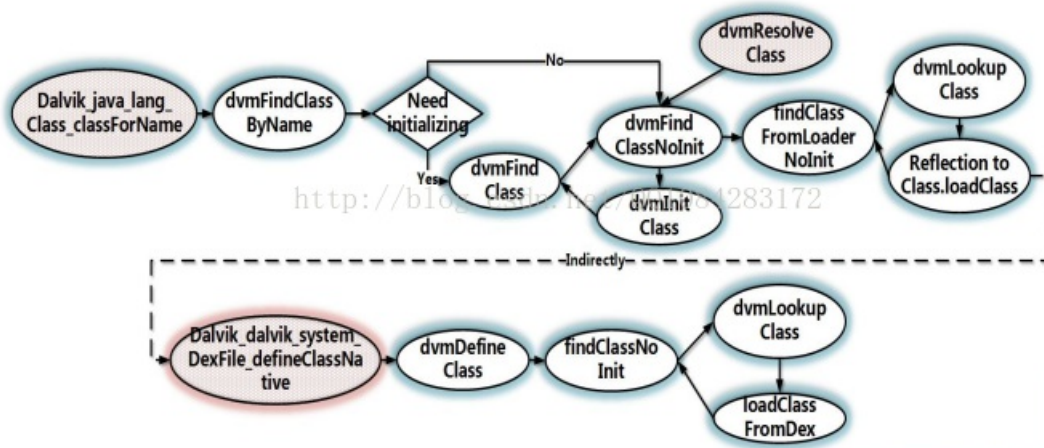 Dalvik_java_lang_
Class_classForName
dvmFindClass
ByName
Need
initializing
No
Yes
dvmFind
Class
dvmResolve
Class
dvmFind
ClassNoInit
dvmInit
Class
findClass
FromLoader
NoInit
dvmLookup
Class
Reflection to
Class.loadClass
Indirectly
Dalvik_dalvik_system_
DexFile_defineClassNa
tive
dvmDefine
Class
findClassNo
Init
dvmLookup
Class
loadClass
FromDex